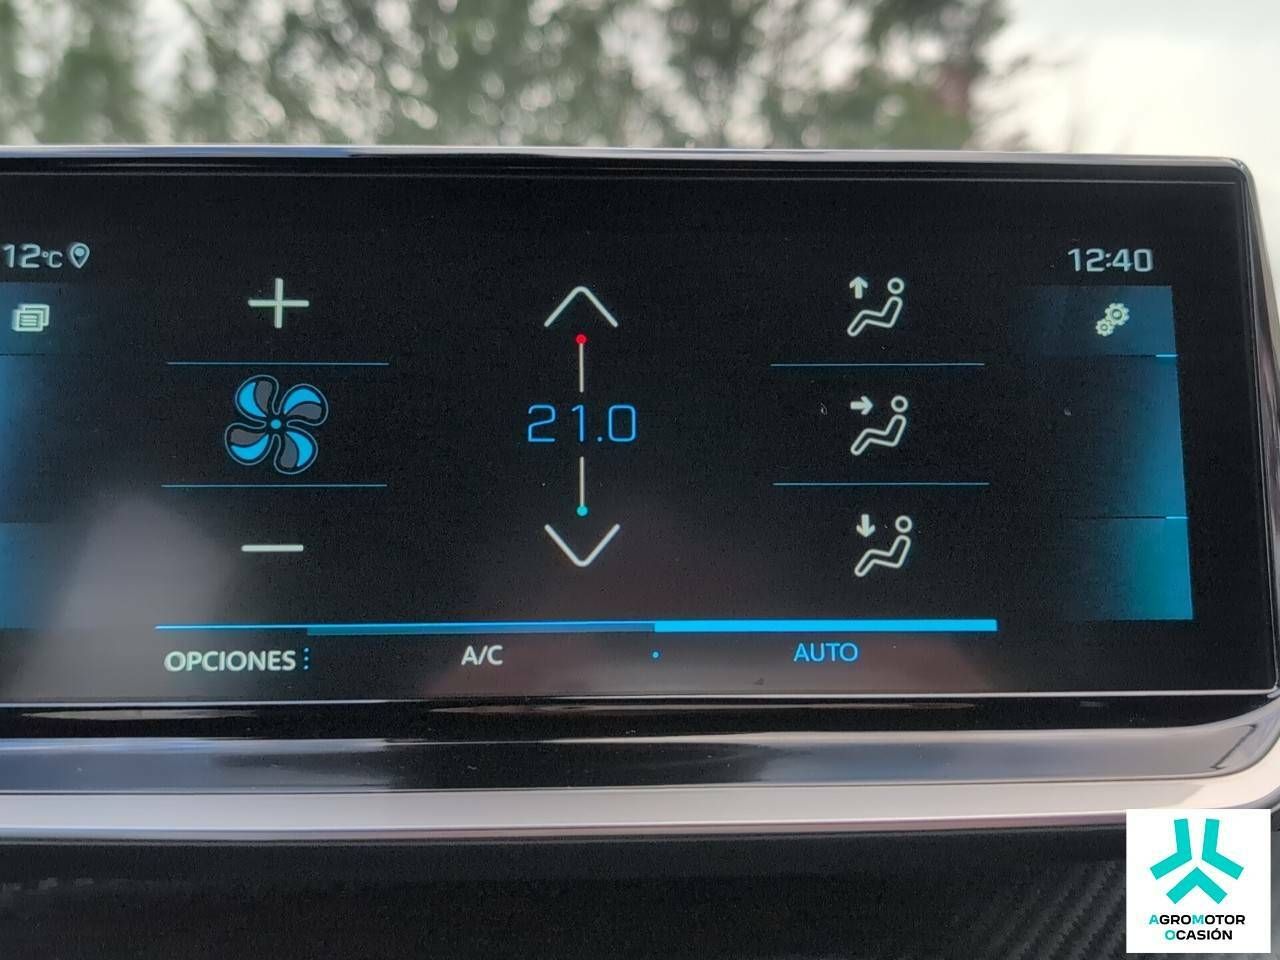 12°C
12:40
21.0
OPCIONES
A/C
AUTO
AGROMOTOR
OCASIÓN